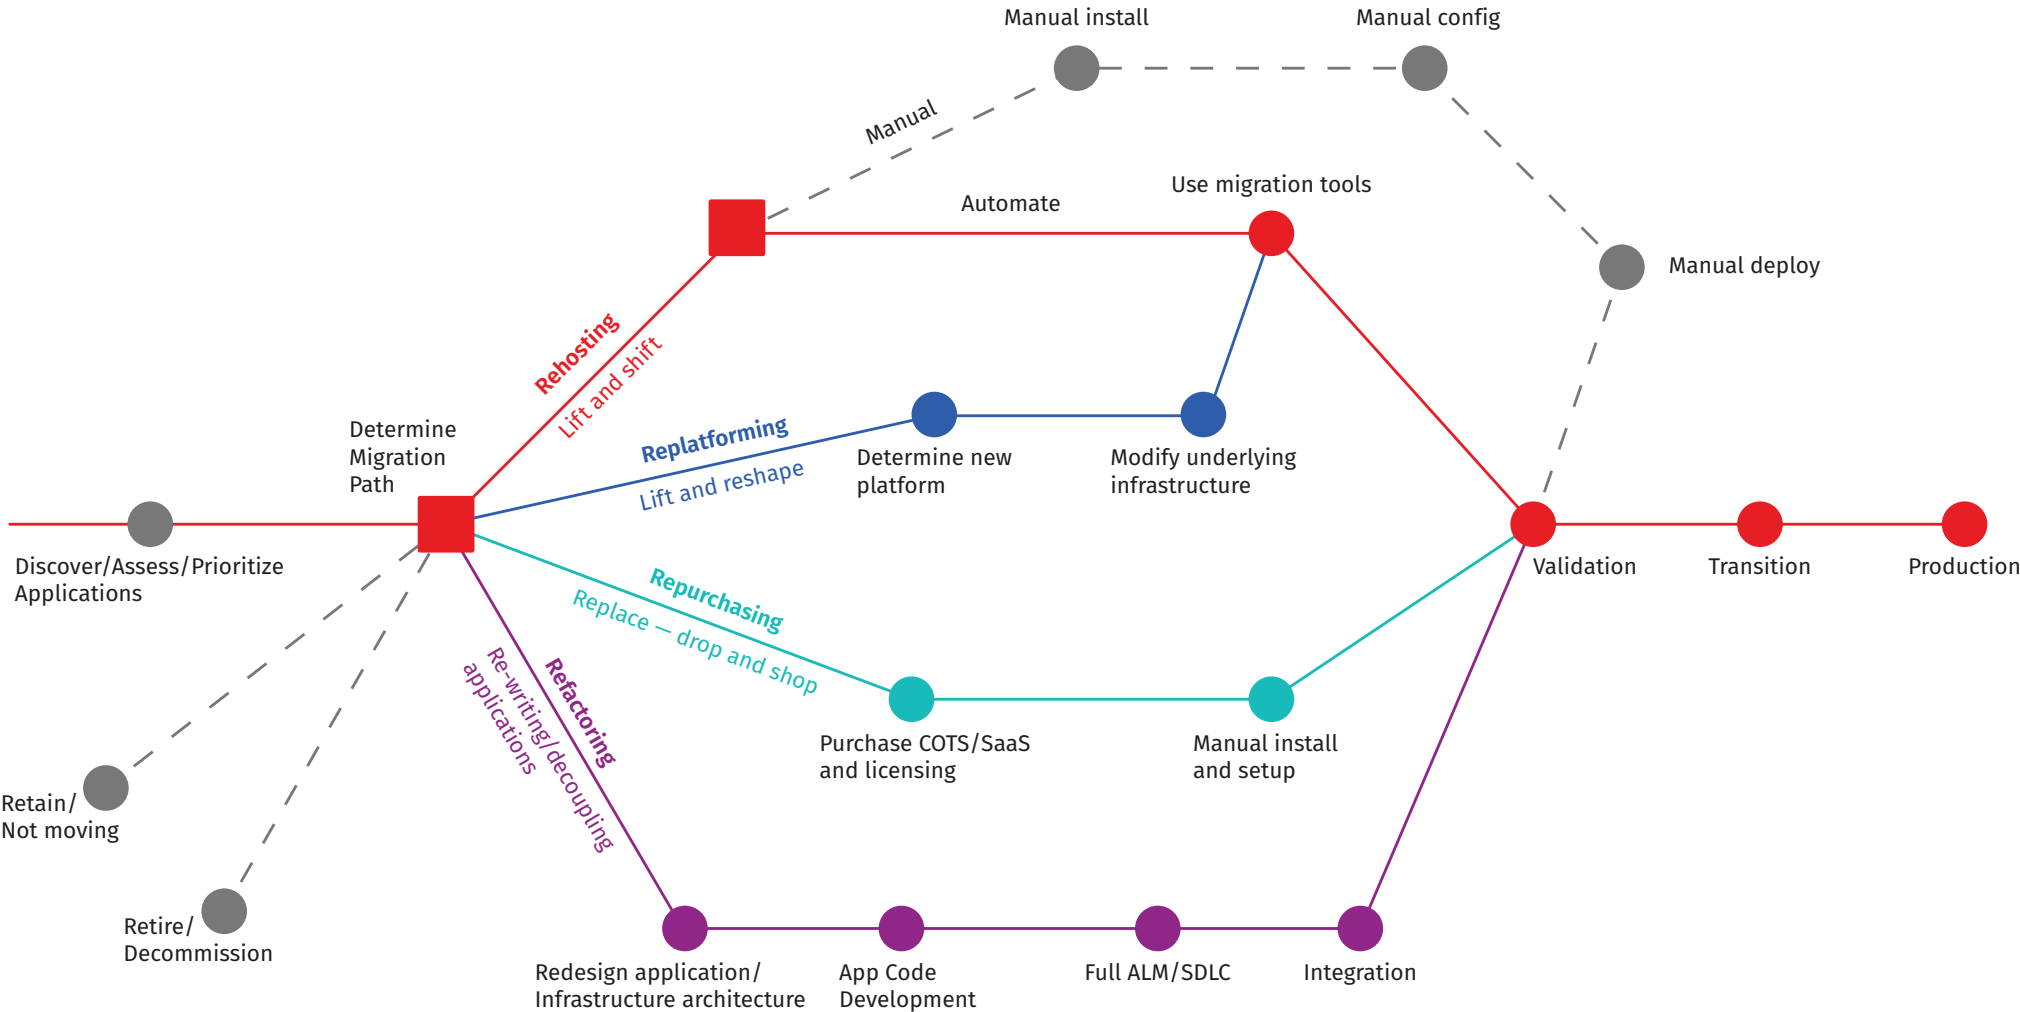 Manual install
Manual config
Manual
Use migration tools
Automate
Manual deploy
Rehosting
Lift and shift
Determine
Migration
Path
Replatforming
Lift and reshape
Determine new
platform
Modify underlying
infrastructure
Discover/Assess/Prioritize
Applications
Validation
Transition
Production
Repurchasing
Replace — drop and shop
Refactoring
Re-writing/decoupling
applications
Purchase COTS/SaaS
and licensing
Manual install
and setup
Retain/
Not moving
Retire/
Decommission
Redesign application/
Infrastructure architecture
App Code
Development
Full ALM/SDLC
Integration